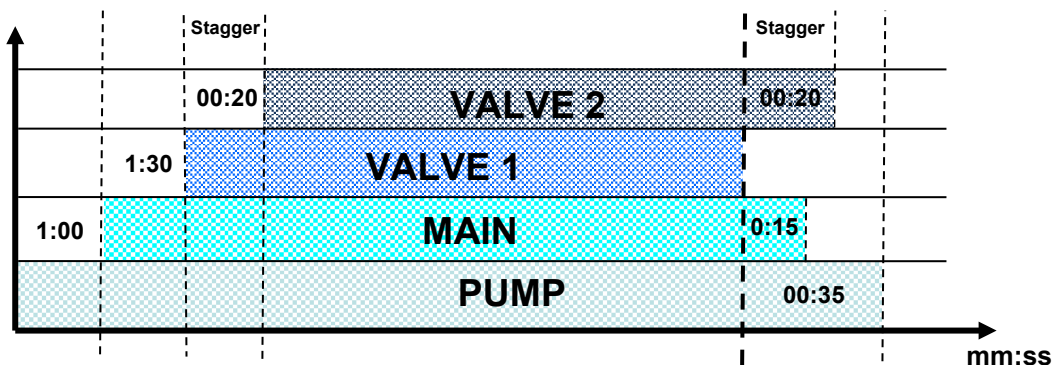 Stagger Stagger
00:20 VALVE 2 00:20
1:30 VALVE 1
1:00 MAIN 0:15
PUMP 00:35
mm:ss